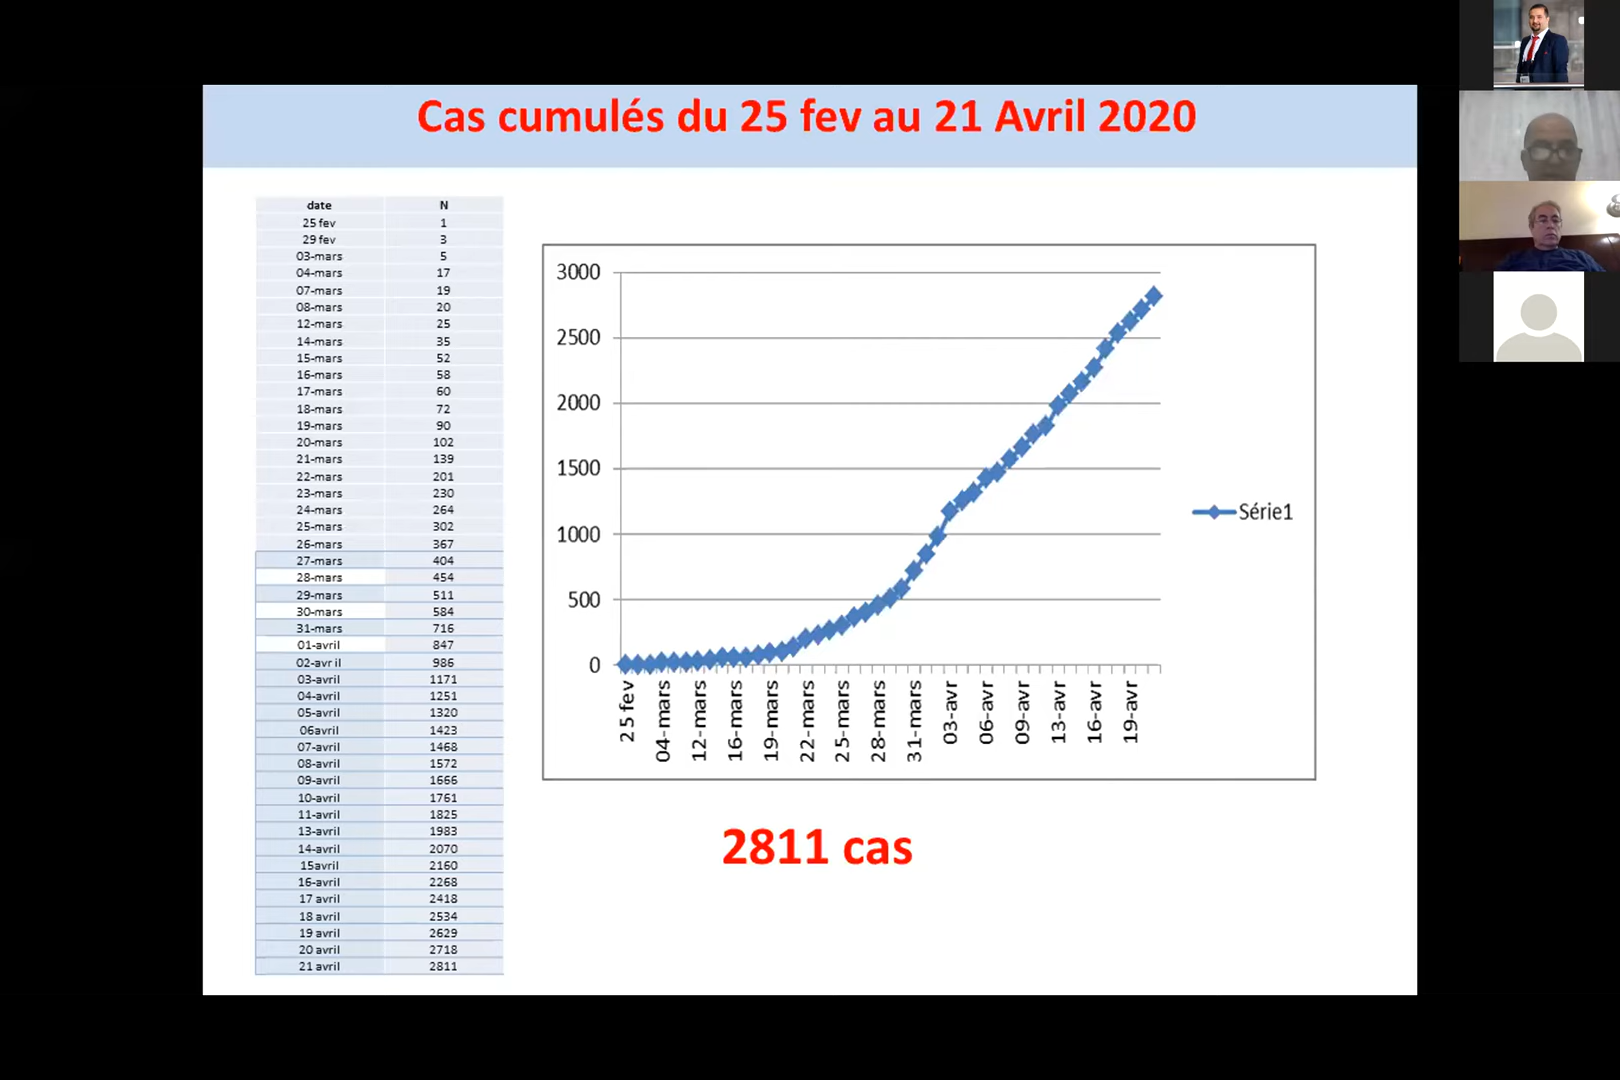 Cas cumulés du 25 fev au 21 Avril 2020
date N
25 fev 1
29 fev 3
03-mars 5
04-mars 17
07-mars 19
08-mars 20
12-mars 25
14-mars 35
15-mars 52
16-mars 58
17-mars 60
18-mars 72
19-mars 90
20-mars 102
21-mars 139
22-mars 201
23-mars 230
24-mars 264
25-mars 302
26-mars 367
27-mars 404
28-mars 454
29-mars 511
30-mars 584
31-mars 716
01-avril 847
02-avril 986
03-avril 1171
04-avril 1251
05-avril 1320
06avril 1423
07-avril 1468
08-avril 1572
09-avril 1666
10-avril 1761
11-avril 1825
13-avril 1983
14-avril 2070
15avril 2160
16-avril 2268
17 avril 2418
18 avril 2534
19 avril 2629
20 avril 2718
21 avril 2811
3000
2500
2000
1500
1000
500
0
25 fev
04-mars
12-mars
16-mars
19-mars
22-mars
25-mars
28-mars
31-mars
03-avr
06-avr
09-avr
13-avr
16-avr
19-avr
Série1
2811 cas